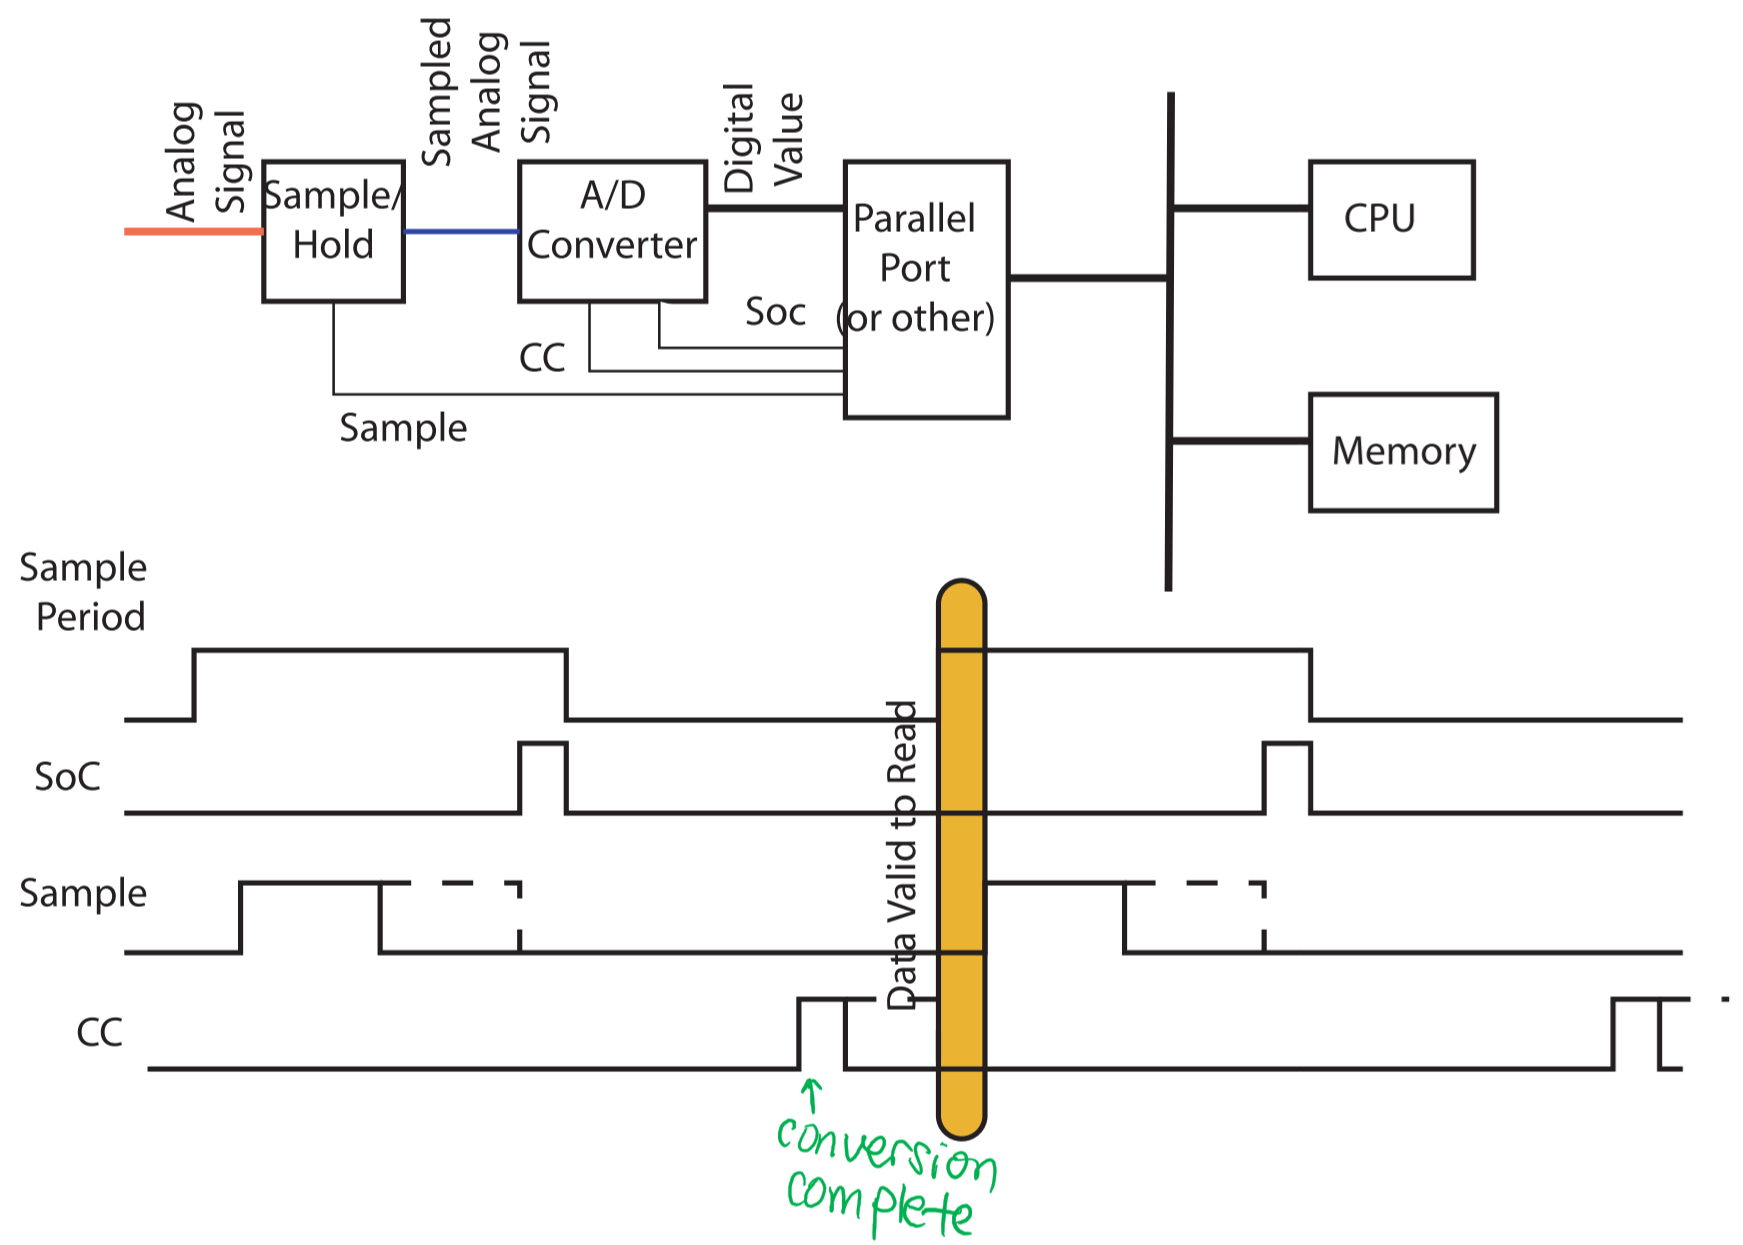 Analog
Signal
Sampled
Analog
Signal
Digital
Value
Sample/
Hold
A/D
Converter
Parallel
Port
(or other)
CPU
Soc
CC
Sample
Memory
Sample
Period
SoC
Data Valid to Read
Sample
CC
conversion
complete